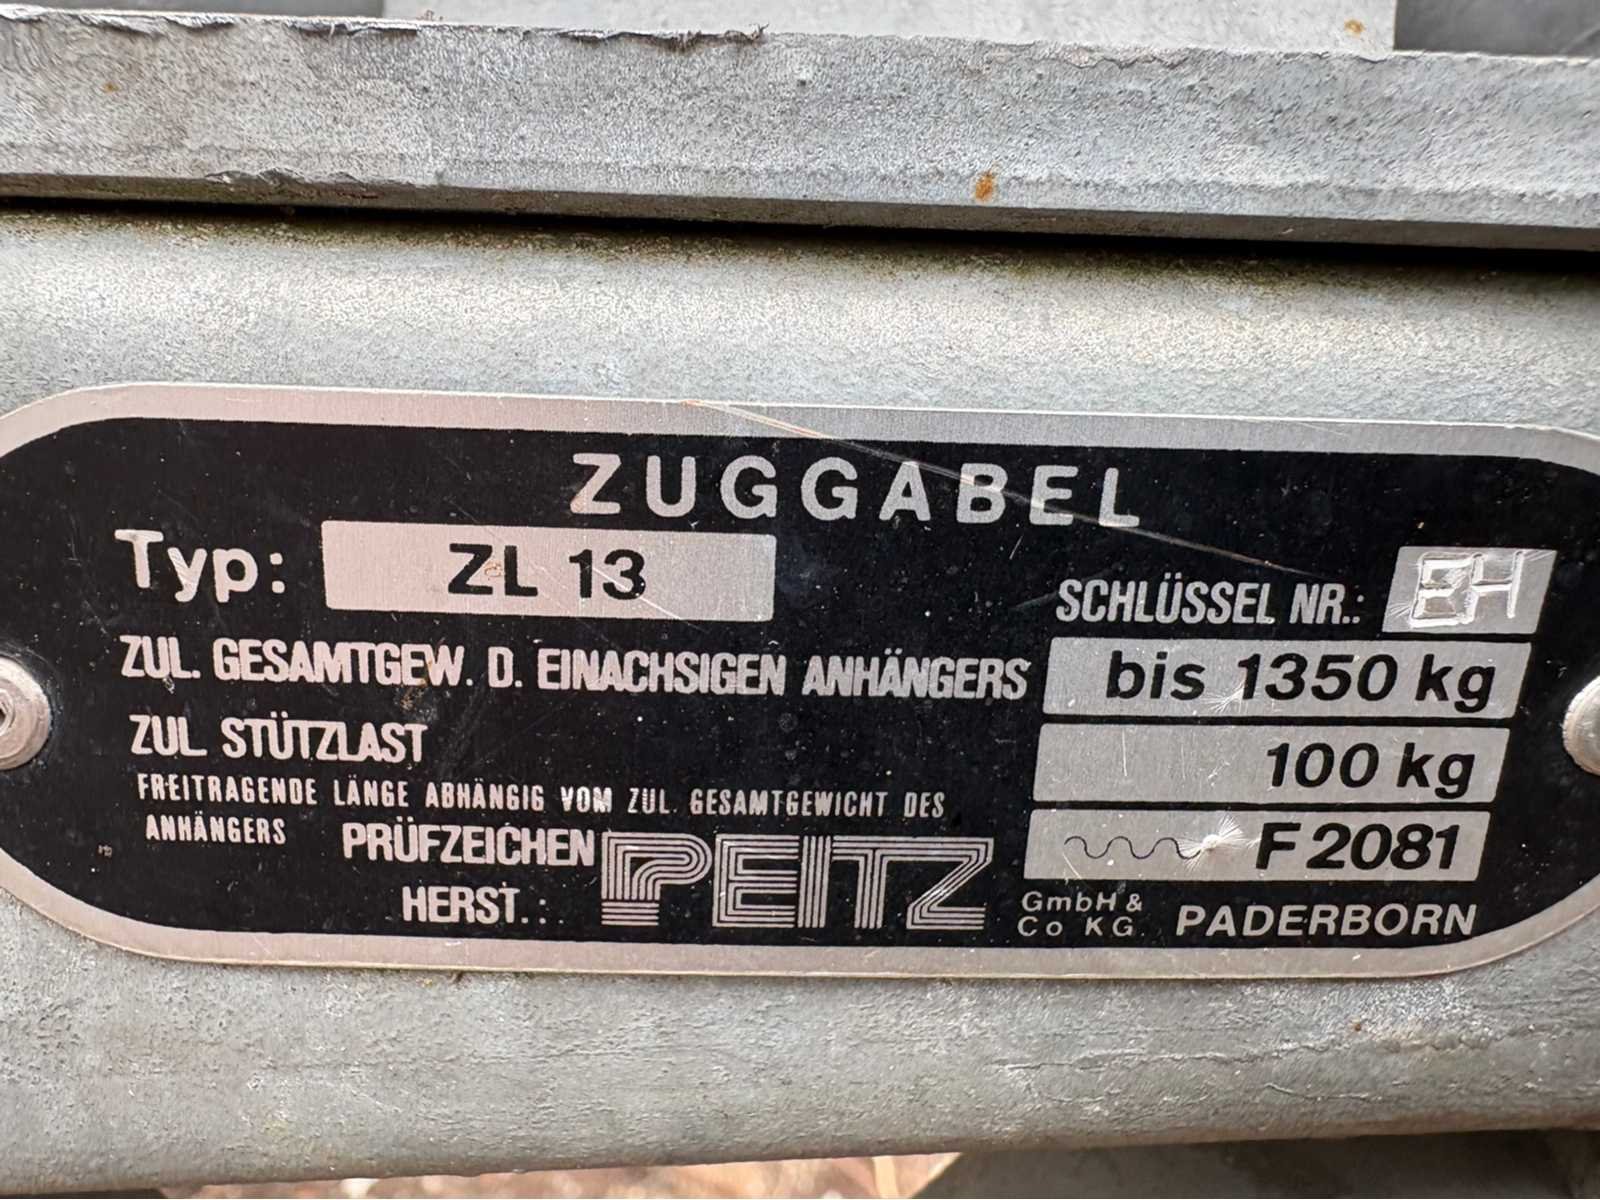 ZUGGABEL
Typ: ZL 13
SCHLÜSSEL NR.: EH
ZUL. GESAMTGEW. D. EINACHSIGEN ANHÄNGERS bis 1350 kg
ZUL. STÜTZLAST 100 kg
FREITRAGENDE LÄNGE ABHÄNGIG VOM ZUL. GESAMTGEWICHT DES
ANHÄNGERS
PRÜFZEICHEN F 2081
HERST.: PEITZ GmbH & Co KG. PADERBORN